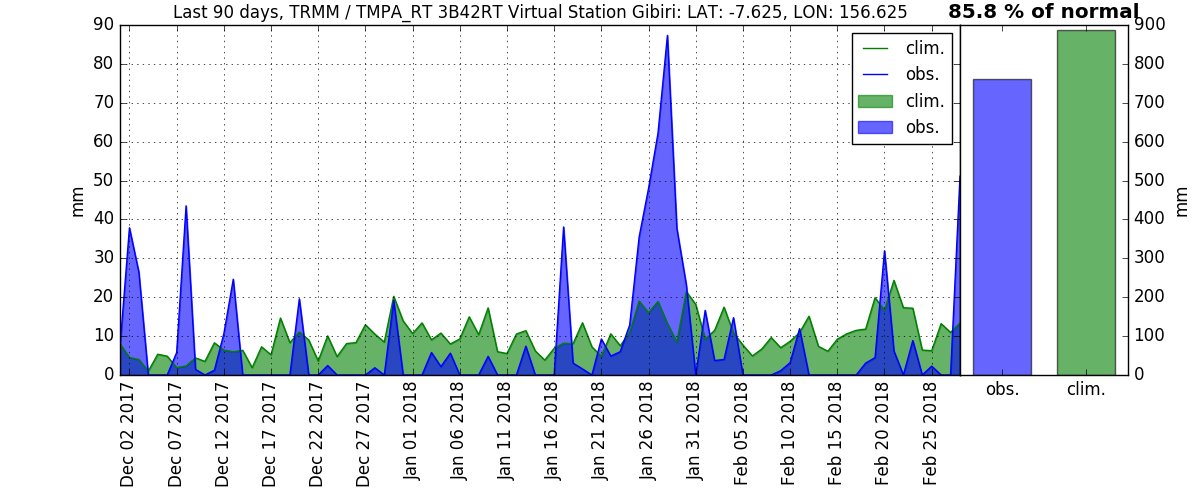 Last 90 days, TRMM / TMPA_RT 3B42RT Virtual Station Gibiri: LAT: -7.625, LON: 156.625
85.8 % of normal
90
80
70
60
50
40
30
20
10
0
mm
clim.
obs.
clim.
obs.
900
800
700
600
500
400
300
200
100
0
mm
Dec 02 2017
Dec 07 2017
Dec 12 2017
Dec 17 2017
Dec 22 2017
Dec 27 2017
Jan 01 2018
Jan 06 2018
Jan 11 2018
Jan 16 2018
Jan 21 2018
Jan 26 2018
Jan 31 2018
Feb 05 2018
Feb 10 2018
Feb 15 2018
Feb 20 2018
Feb 25 2018
obs.
clim.